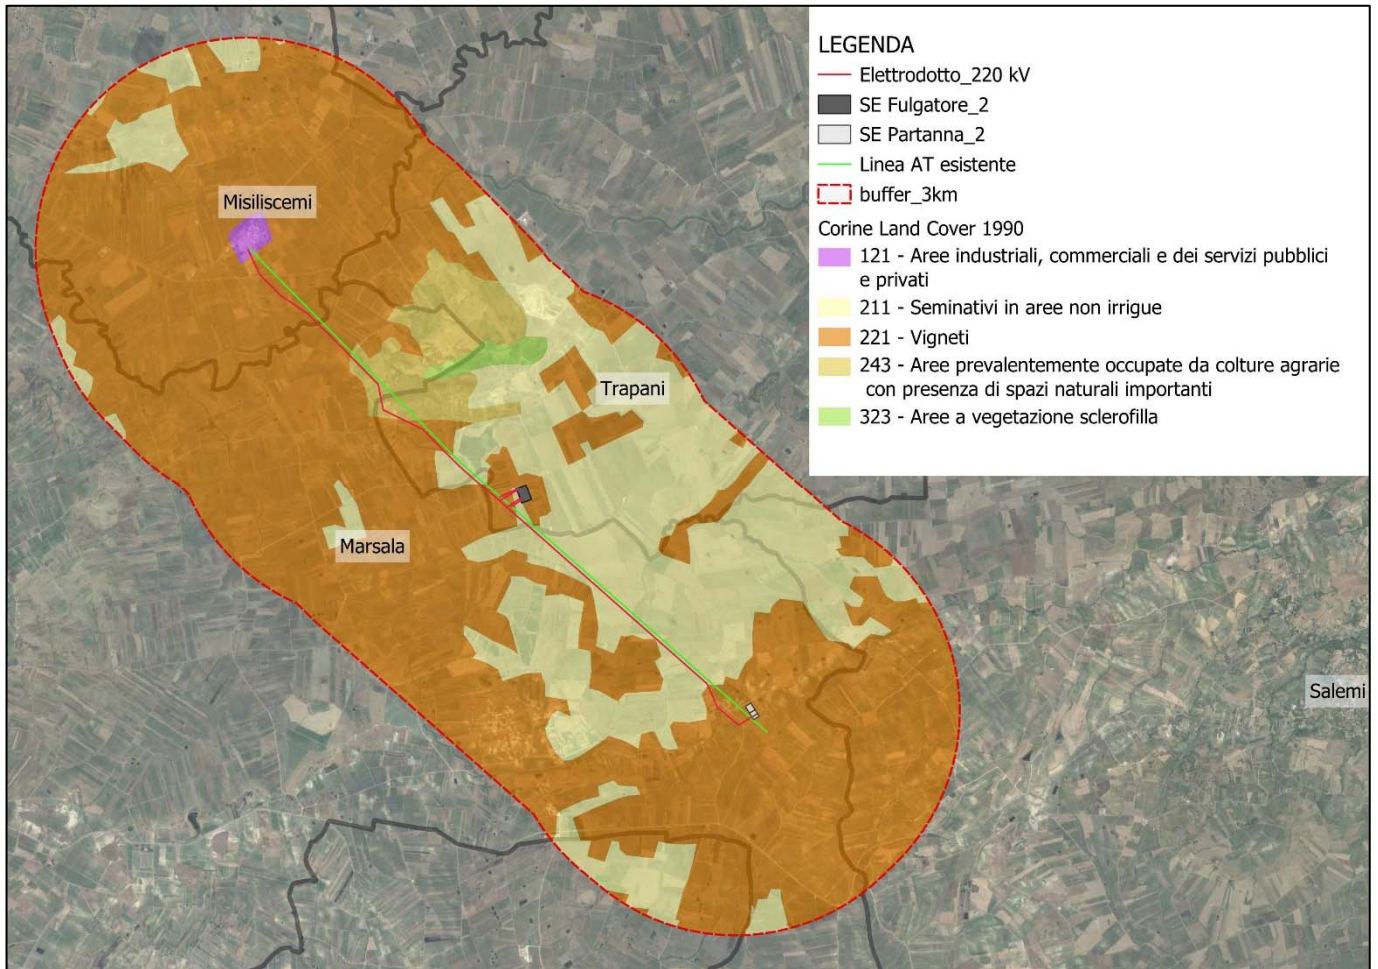 LEGENDA
Elettrodotto_220 kV
SE Fulgatore_2
SE Partanna_2
Linea AT esistente
buffer_3km
Corine Land Cover 1990
121 - Aree industriali, commerciali e dei servizi pubblici
e privati
211 - Seminativi in aree non irrigue
221 - Vigneti
243 - Aree prevalentemente occupate da colture agrarie
con presenza di spazi naturali importanti
323 - Aree a vegetazione sclerofilla
Misiliscemi
Trapani
Marsala
Salemi